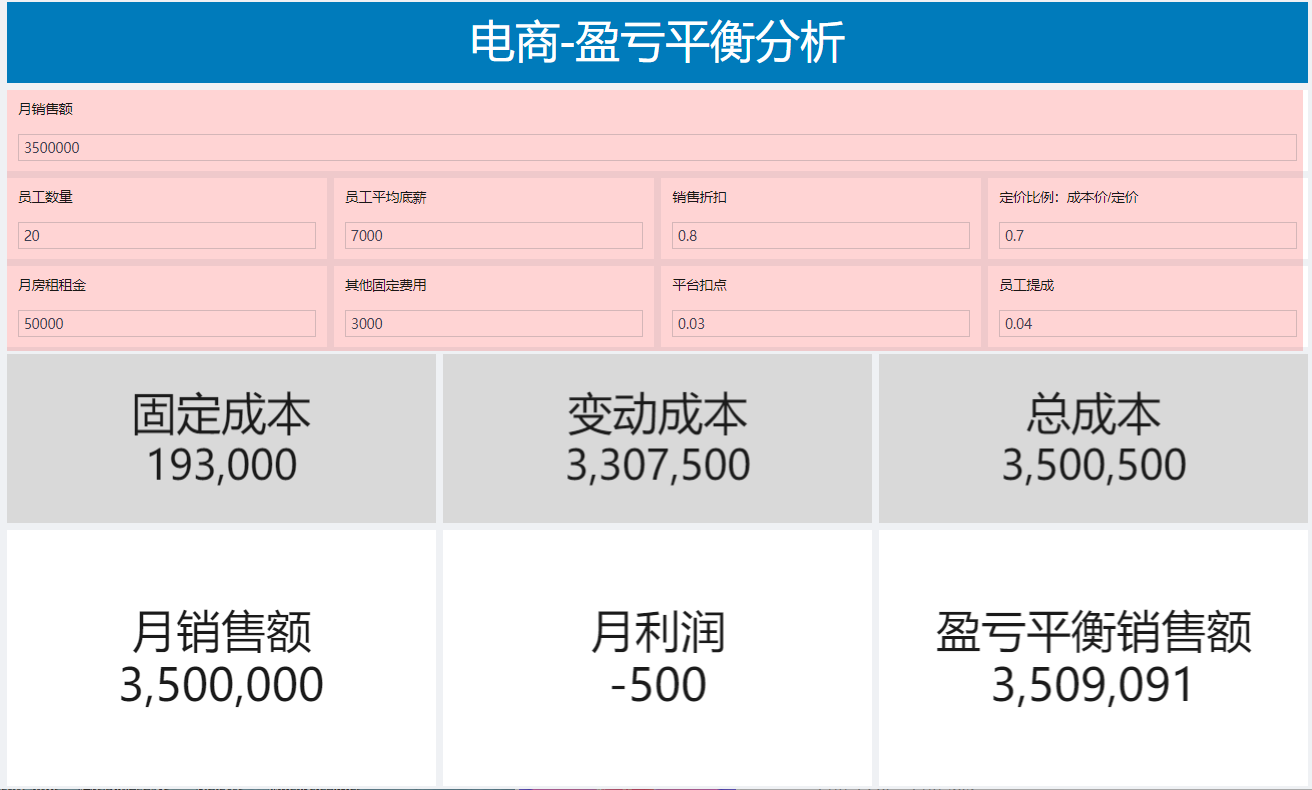 电商-盈亏平衡分析
月销售额
3500000
员工数量
员工平均底薪
销售折扣
定价比例：成本价/定价
20
7000
0.8
0.7
月房租租金
其他固定费用
平台扣点
员工提成
50000
3000
0.03
0.04
固定成本
193,000
变动成本
3,307,500
总成本
3,500,500
月销售额
3,500,000
月利润
-500
盈亏平衡销售额
3,509,091